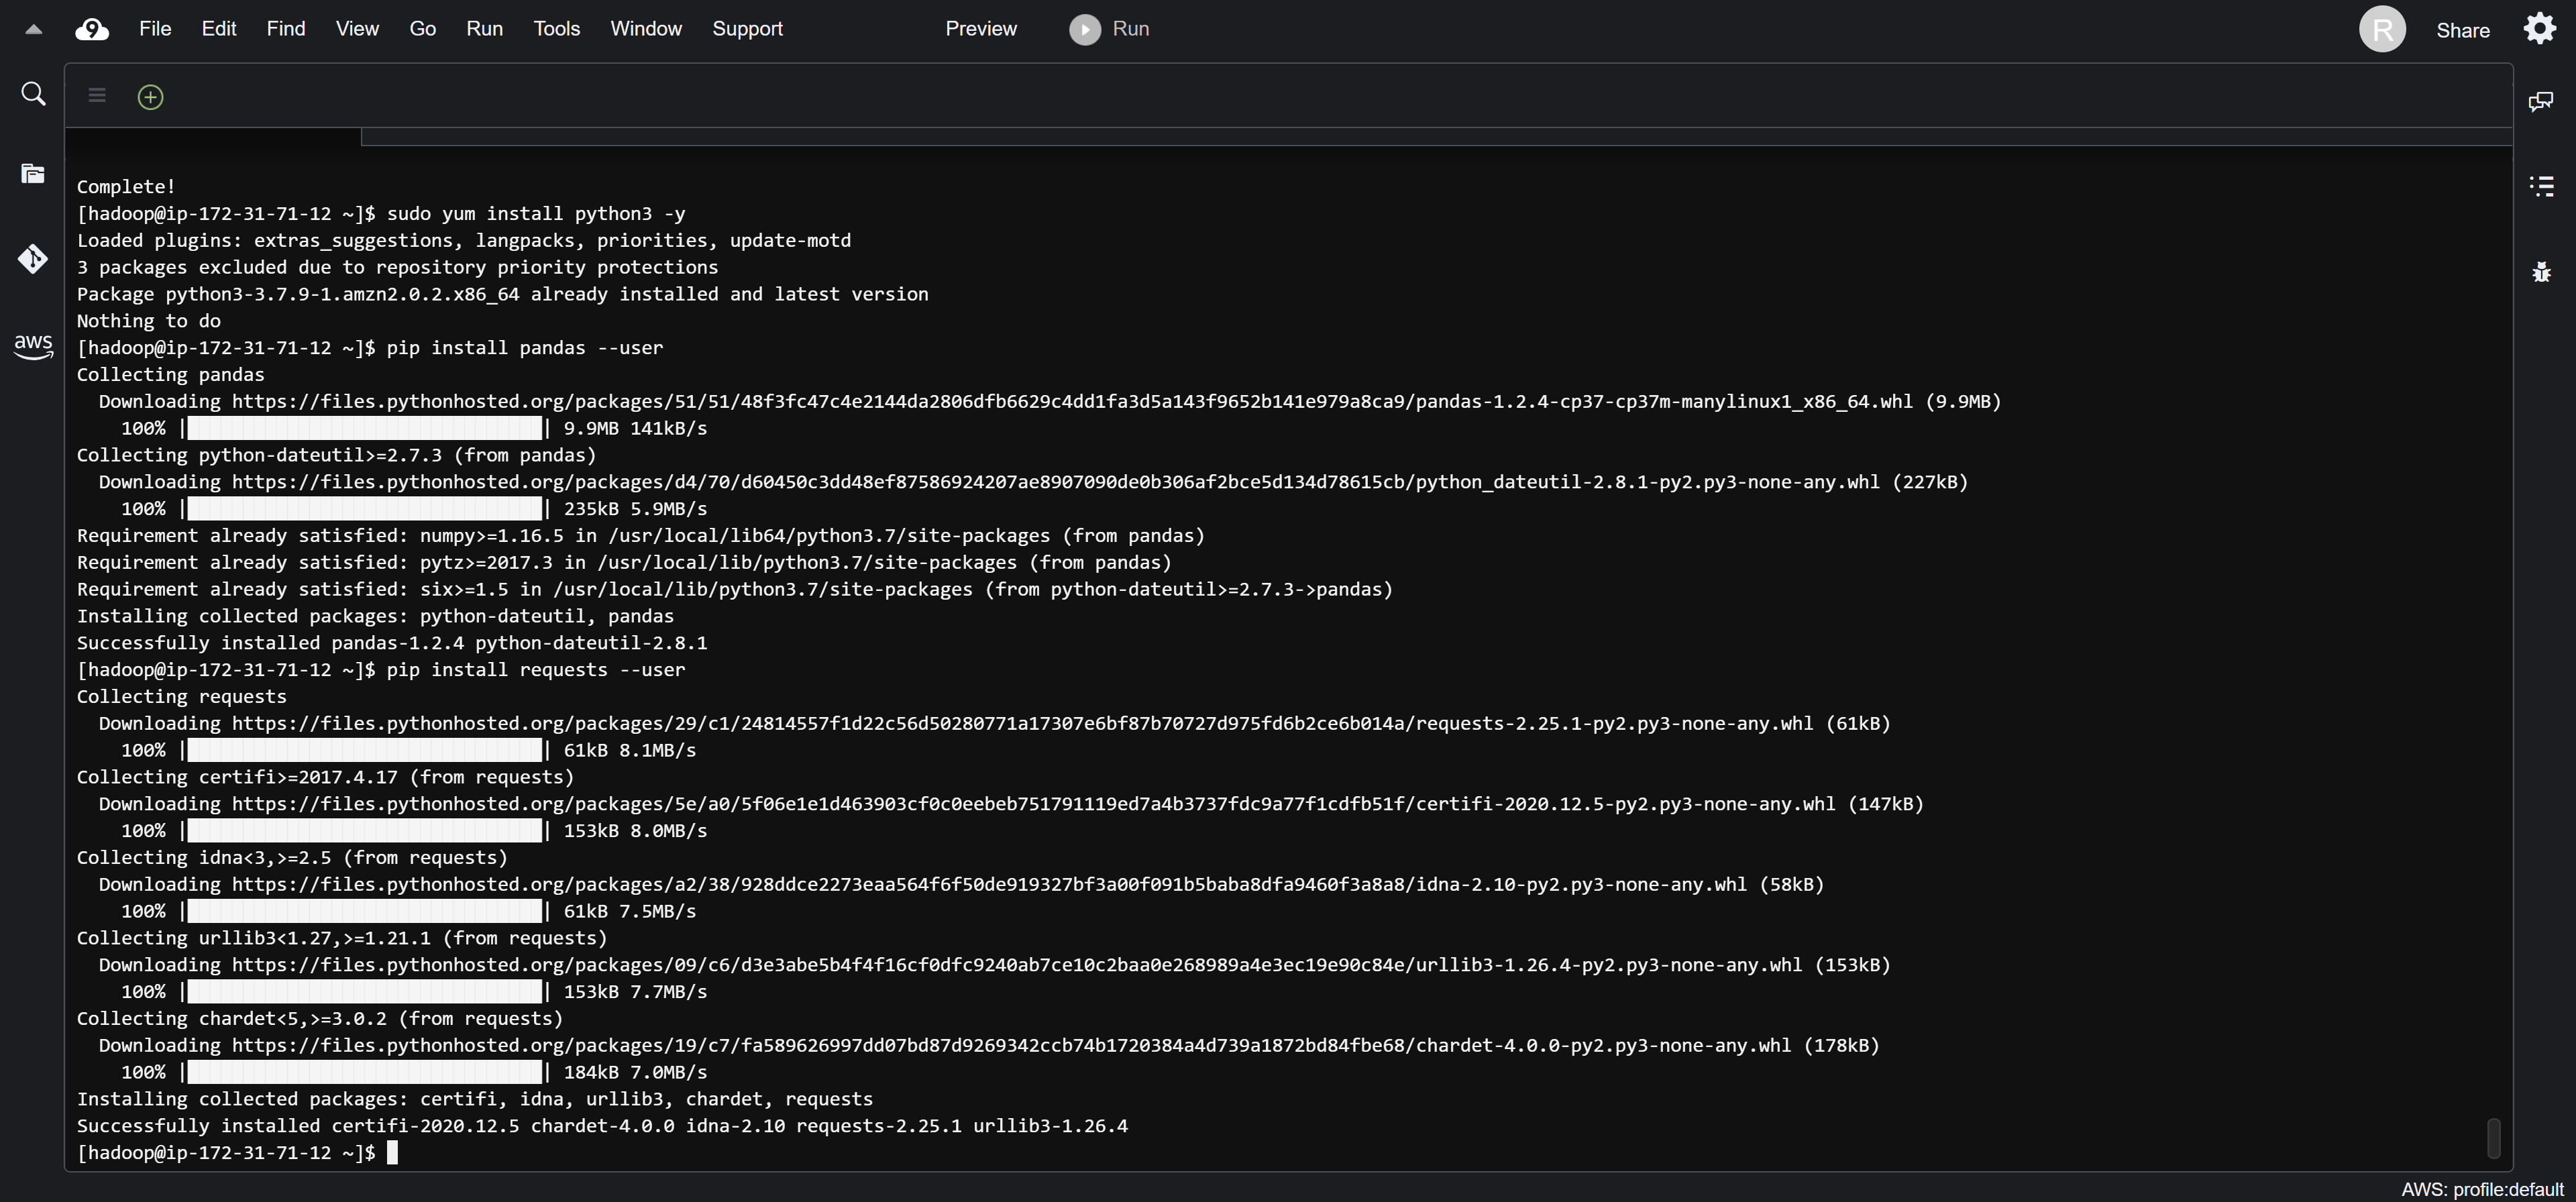 File Edit Find View Go Run Tools Window Support Preview Run R Share
aws
Complete!
[hadoop@ip-172-31-71-12 ~]$ sudo yum install python3 -y
Loaded plugins: extras_suggestions, langpacks, priorities, update-motd
3 packages excluded due to repository priority protections
Package python3-3.7.9-1.amzn2.0.2.x86_64 already installed and latest version
Nothing to do
[hadoop@ip-172-31-71-12 ~]$ pip install pandas --user
Collecting pandas
  Downloading https://files.pythonhosted.org/packages/51/51/48f3fc47c4e2144da2806dfb6629c4dd1fa3d5a143f9652b141e979a8ca9/pandas-1.2.4-cp37-cp37m-manylinux1_x86_64.whl (9.9MB)
    100% |████████████████████████████████| 9.9MB 141kB/s
Collecting python-dateutil>=2.7.3 (from pandas)
  Downloading https://files.pythonhosted.org/packages/d4/70/d60450c3dd48ef87586924207ae8907090de0b306af2bce5d134d78615cb/python_dateutil-2.8.1-py2.py3-none-any.whl (227kB)
    100% |████████████████████████████████| 235kB 5.9MB/s
Requirement already satisfied: numpy>=1.16.5 in /usr/local/lib64/python3.7/site-packages (from pandas)
Requirement already satisfied: pytz>=2017.3 in /usr/local/lib/python3.7/site-packages (from pandas)
Requirement already satisfied: six>=1.5 in /usr/local/lib/python3.7/site-packages (from python-dateutil>=2.7.3->pandas)
Installing collected packages: python-dateutil, pandas
Successfully installed pandas-1.2.4 python-dateutil-2.8.1
[hadoop@ip-172-31-71-12 ~]$ pip install requests --user
Collecting requests
  Downloading https://files.pythonhosted.org/packages/29/c1/24814557f1d22c56d50280771a17307e6bf87b70727d975fd6b2ce6b014a/requests-2.25.1-py2.py3-none-any.whl (61kB)
    100% |████████████████████████████████| 61kB 8.1MB/s
Collecting certifi>=2017.4.17 (from requests)
  Downloading https://files.pythonhosted.org/packages/5e/a0/5f06e1e1d463903cf0c0eebeb751791119ed7a4b3737fdc9a77f1cdfb51f/certifi-2020.12.5-py2.py3-none-any.whl (147kB)
    100% |████████████████████████████████| 153kB 8.0MB/s
Collecting idna<3,>=2.5 (from requests)
  Downloading https://files.pythonhosted.org/packages/a2/38/928ddce2273eaa564f6f50de919327bf3a00f091b5baba8dfa9460f3a8a8/idna-2.10-py2.py3-none-any.whl (58kB)
    100% |████████████████████████████████| 61kB 7.5MB/s
Collecting urllib3<1.27,>=1.21.1 (from requests)
  Downloading https://files.pythonhosted.org/packages/09/c6/d3e3abe5b4f4f16cf0dfc9240ab7ce10c2baa0e268989a4e3ec19e90c84e/urllib3-1.26.4-py2.py3-none-any.whl (153kB)
    100% |████████████████████████████████| 153kB 7.7MB/s
Collecting chardet<5,>=3.0.2 (from requests)
  Downloading https://files.pythonhosted.org/packages/19/c7/fa589626997dd07bd87d9269342ccb74b1720384a4d739a1872bd84fbe68/chardet-4.0.0-py2.py3-none-any.whl (178kB)
    100% |████████████████████████████████| 184kB 7.0MB/s
Installing collected packages: certifi, idna, urllib3, chardet, requests
Successfully installed certifi-2020.12.5 chardet-4.0.0 idna-2.10 requests-2.25.1 urllib3-1.26.4
[hadoop@ip-172-31-71-12 ~]$
AWS: profile:default